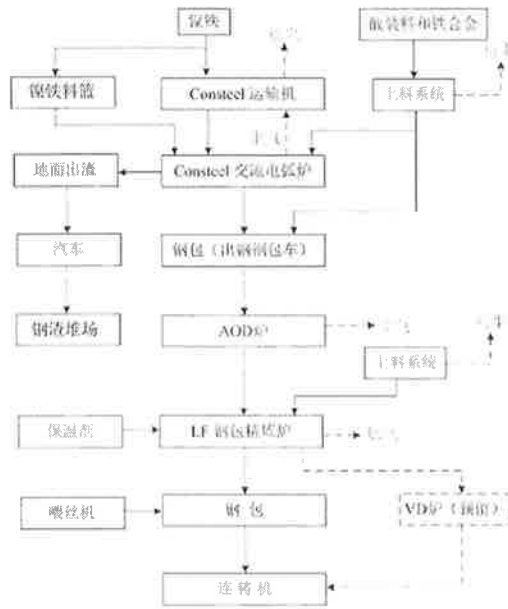 镍铁
散装料和铁合金
镍铁料篮
Consteel 运输机
上料系统
地面出渣
Consteel 交流电弧炉
汽车
钢包（出钢钢包车）
钢渣堆场
AOD炉
上料系统
保温剂
LF 钢包精炼炉
喂丝机
钢包
VD炉（预留）
连铸机